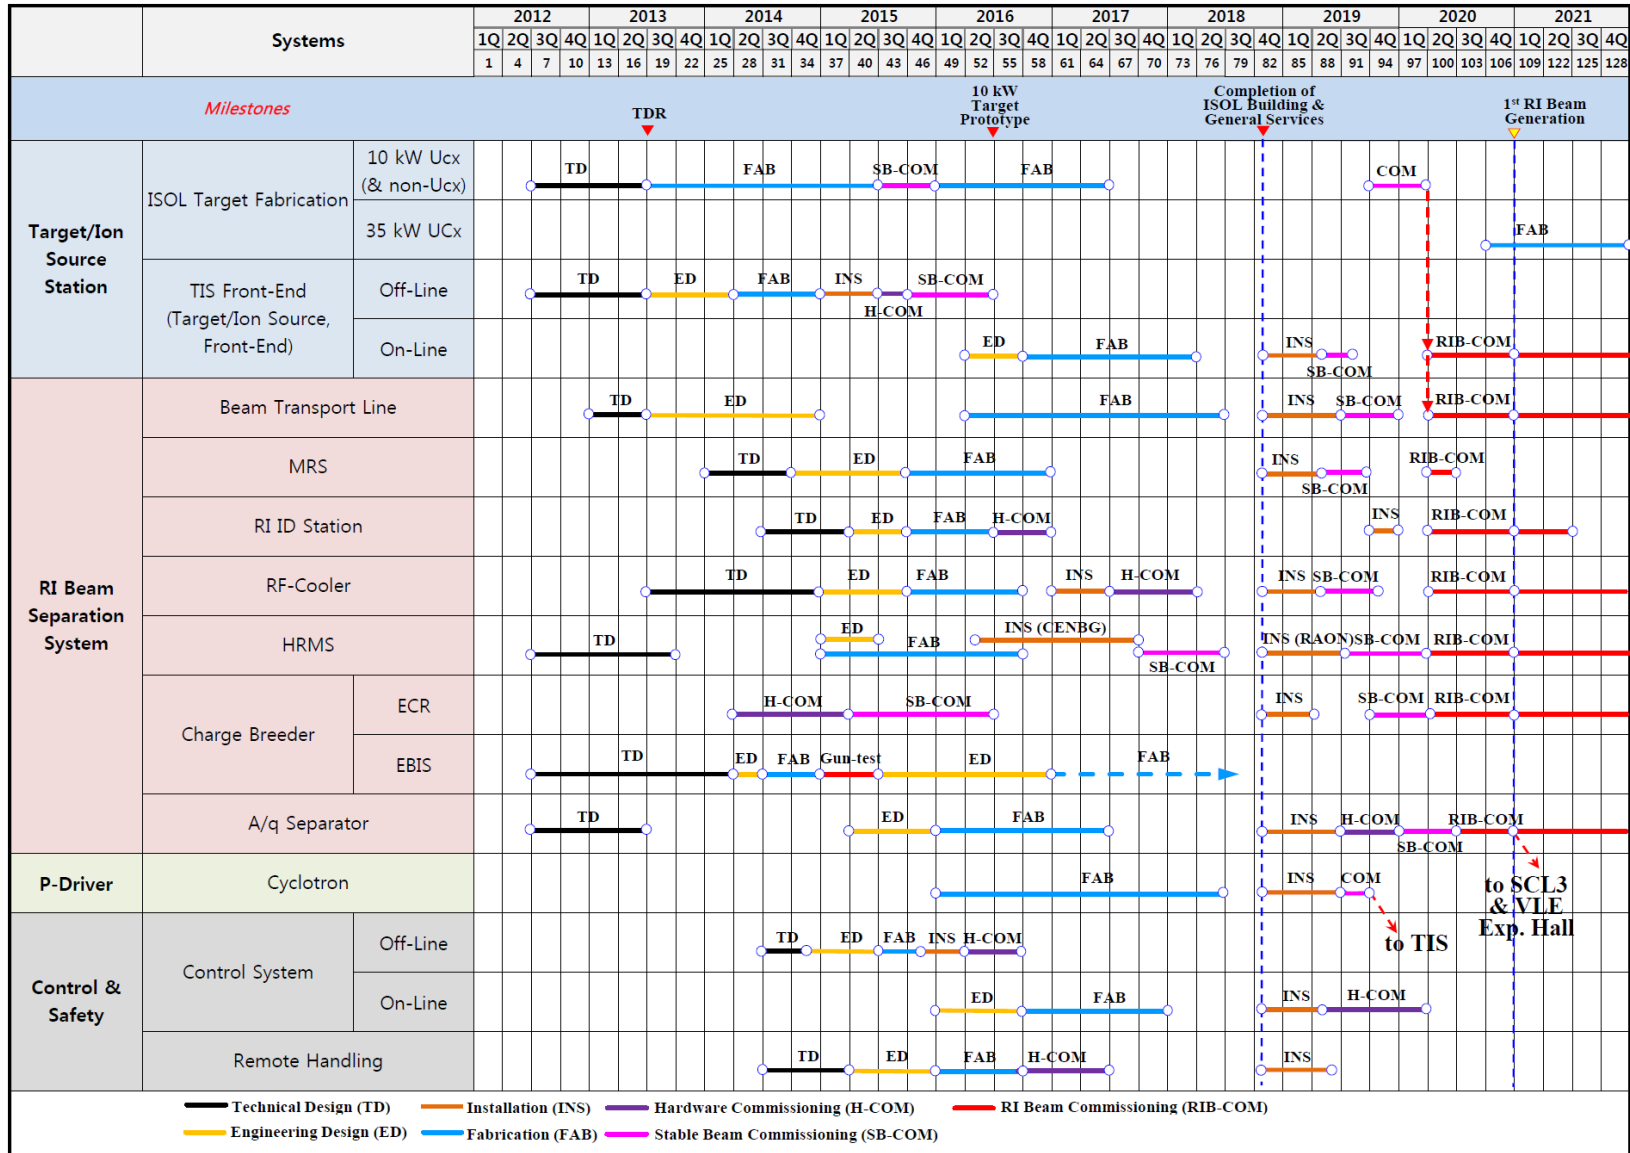 Systems
2012 2013 2014 2015 2016 2017 2018 2019 2020 2021
1Q 2Q 3Q 4Q 1Q 2Q 3Q 4Q 1Q 2Q 3Q 4Q 1Q 2Q 3Q 4Q 1Q 2Q 3Q 4Q 1Q 2Q 3Q 4Q 1Q 2Q 3Q 4Q 1Q 2Q 3Q 4Q 1Q 2Q 3Q 4Q 1Q 2Q 3Q 4Q
1 4 7 10 13 16 19 22 25 28 31 34 37 40 43 46 49 52 55 58 61 64 67 70 73 76 79 82 85 88 91 94 97 100 103 106 109 122 125 128
Milestones
TDR
10 kW
Target
Prototype
Completion of
ISOL Building &
General Services
1st RI Beam
Generation
Target/Ion
Source
Station
ISOL Target Fabrication
10 kW Ucx
(& non-Ucx)
TD FAB SB-COM FAB COM
35 kW UCx
FAB
TIS Front-End
(Target/Ion Source,
Front-End)
Off-Line
TD ED FAB INS SB-COM
H-COM
On-Line
ED FAB INS RIB-COM
SB-COM
RI Beam
Separation
System
Beam Transport Line
TD ED FAB INS SB-COM RIB-COM
MRS
TD ED FAB INS RIB-COM
SB-COM
RI ID Station
TD ED FAB H-COM INS RIB-COM
RF-Cooler
TD ED FAB INS H-COM INS SB-COM RIB-COM
HRMS
TD ED FAB INS (CENBG) INS (RAON) SB-COM RIB-COM
SB-COM
Charge Breeder
ECR
H-COM SB-COM INS SB-COM RIB-COM
EBIS
TD ED FAB Gun-test ED FAB
A/q Separator
TD ED FAB INS H-COM RIB-COM
SB-COM
P-Driver
Cyclotron
FAB INS COM
to SCL3
& VLE
Exp. Hall
to TIS
Control &
Safety
Control System
Off-Line
TD ED FAB INS H-COM
On-Line
ED FAB INS H-COM
Remote Handling
TD ED FAB H-COM INS
Technical Design (TD) Installation (INS) Hardware Commissioning (H-COM) RI Beam Commissioning (RIB-COM)
Engineering Design (ED) Fabrication (FAB) Stable Beam Commissioning (SB-COM)